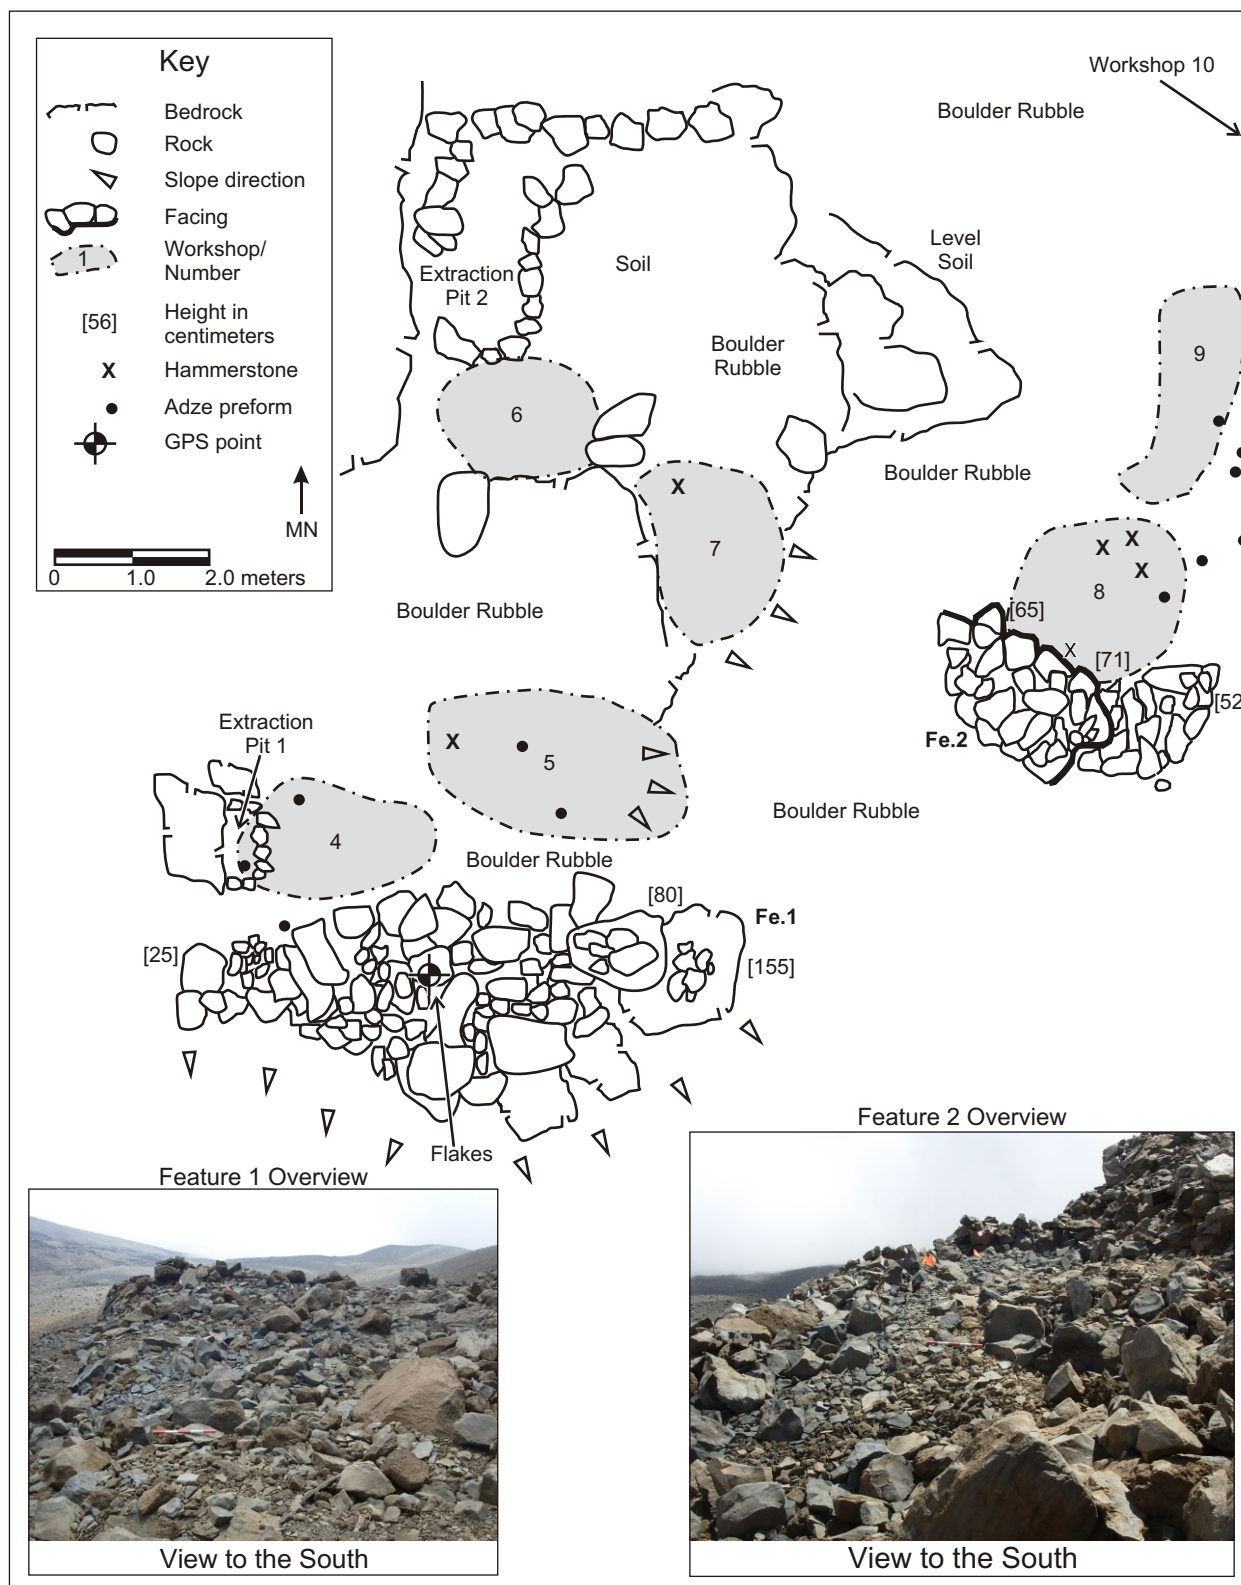 Key
Bedrock
Rock
Slope direction
Facing
1
Workshop/
Number
[56]
Height in
centimeters
X
Hammerstone
Adze preform
GPS point
MN
0 1.0 2.0 meters
Workshop 10
Boulder Rubble
Level
Soil
Soil
Extraction
Pit 2
Boulder
Rubble
9
6
Boulder Rubble
X
7
X X
X
8
Boulder Rubble
[65]
X
[71]
[52
Fe.2
Extraction
Pit 1
X
5
Boulder Rubble
4
Boulder Rubble
[80]
Fe.1
[25]
[155]
Flakes
Feature 1 Overview
View to the South
Feature 2 Overview
View to the South